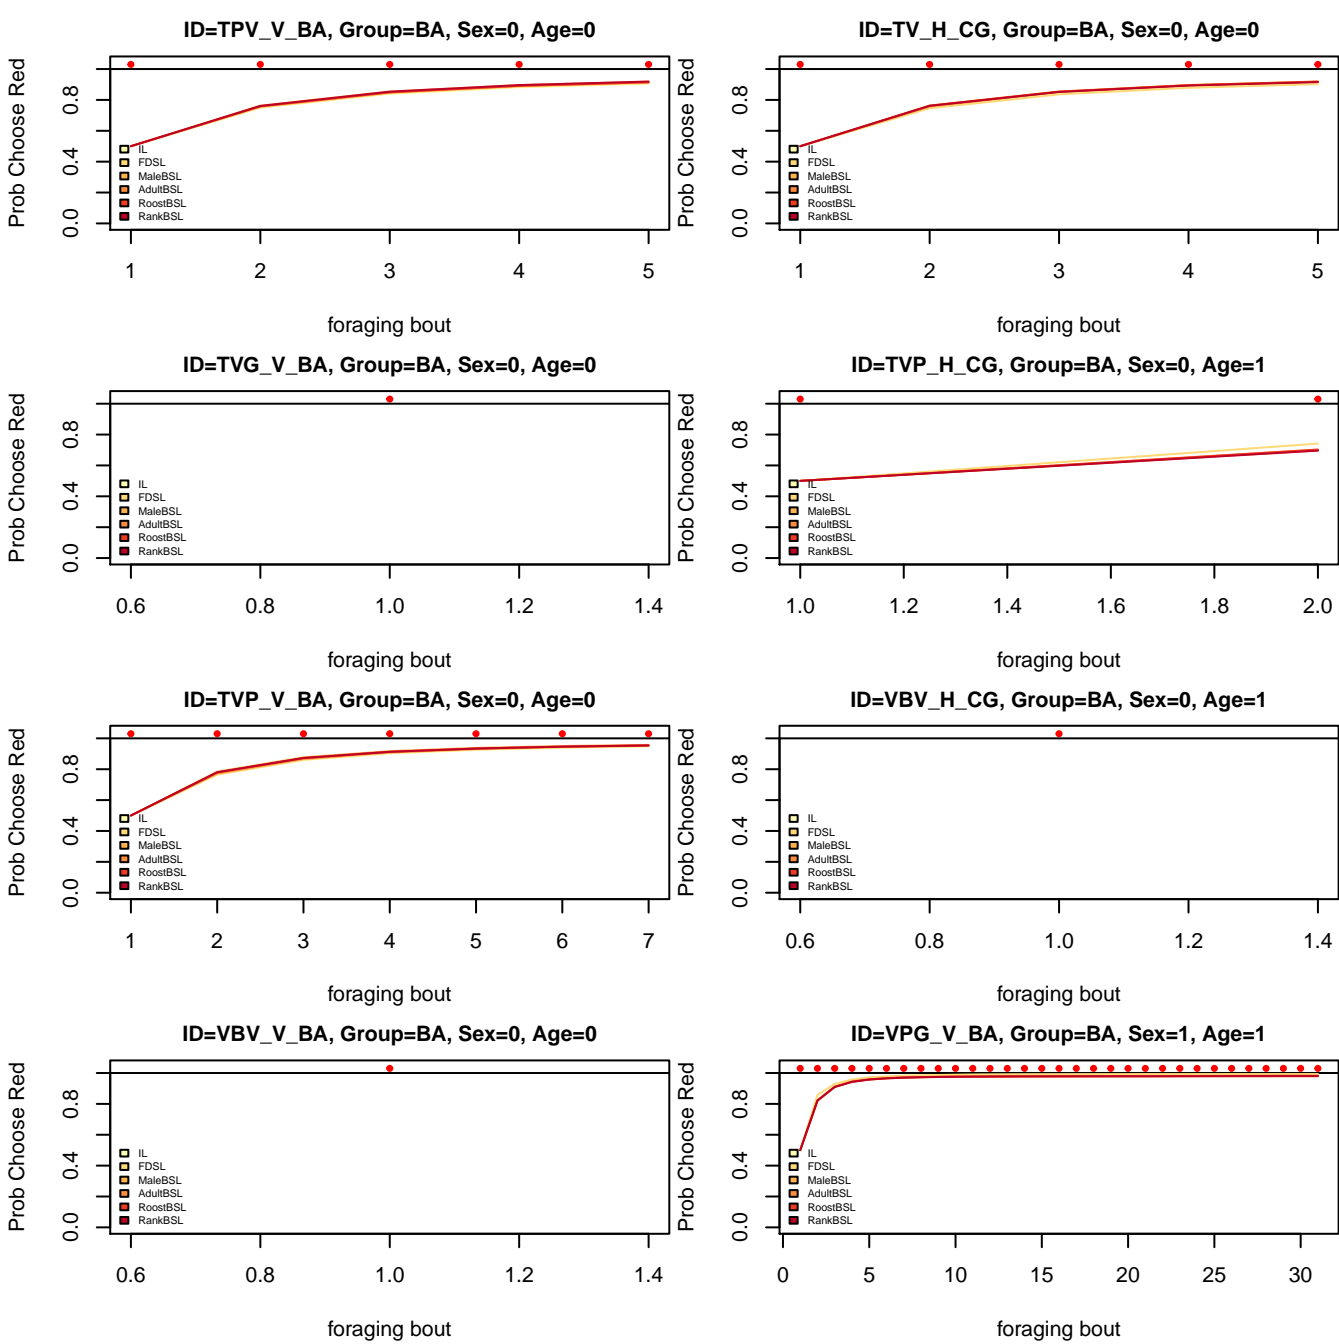 ID=TPV_V_BA, Group=BA, Sex=0, Age=0
Prob Choose Red
0.0 0.4 0.8
IL
FDSL
MaleBSL
AdultBSL
RoostBSL
RankBSL
1 2 3 4 5
foraging bout
ID=TV_H_CG, Group=BA, Sex=0, Age=0
Prob Choose Red
0.0 0.4 0.8
IL
FDSL
MaleBSL
AdultBSL
RoostBSL
RankBSL
1 2 3 4 5
foraging bout
ID=TVG_V_BA, Group=BA, Sex=0, Age=0
Prob Choose Red
0.0 0.4 0.8
IL
FDSL
MaleBSL
AdultBSL
RoostBSL
RankBSL
0.6 0.8 1.0 1.2 1.4
foraging bout
ID=TVP_H_CG, Group=BA, Sex=0, Age=1
Prob Choose Red
0.0 0.4 0.8
IL
FDSL
MaleBSL
AdultBSL
RoostBSL
RankBSL
1.0 1.2 1.4 1.6 1.8 2.0
foraging bout
ID=TVP_V_BA, Group=BA, Sex=0, Age=0
Prob Choose Red
0.0 0.4 0.8
IL
FDSL
MaleBSL
AdultBSL
RoostBSL
RankBSL
1 2 3 4 5 6 7
foraging bout
ID=VBV_H_CG, Group=BA, Sex=0, Age=1
Prob Choose Red
0.0 0.4 0.8
IL
FDSL
MaleBSL
AdultBSL
RoostBSL
RankBSL
0.6 0.8 1.0 1.2 1.4
foraging bout
ID=VBV_V_BA, Group=BA, Sex=0, Age=0
Prob Choose Red
0.0 0.4 0.8
IL
FDSL
MaleBSL
AdultBSL
RoostBSL
RankBSL
0.6 0.8 1.0 1.2 1.4
foraging bout
ID=VPG_V_BA, Group=BA, Sex=1, Age=1
Prob Choose Red
0.0 0.4 0.8
IL
FDSL
MaleBSL
AdultBSL
RoostBSL
RankBSL
0 5 10 15 20 25 30
foraging bout